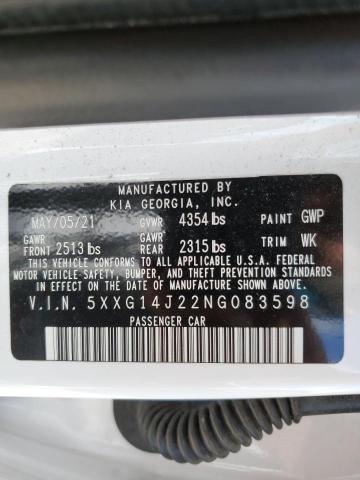 MANUFACTURED BY
KIA GEORGIA, INC.
MAY/05/21 GVWR 4354 lbs PAINT GWP
GAWR FRONT 2513 lbs GAWR REAR 2315 lbs TRIM WK
THIS VEHICLE CONFORMS TO ALL APPLICABLE U.S.A. FEDERAL
MOTOR VEHICLE SAFETY, BUMPER, AND THEFT PREVENTION STANDARDS
IN EFFECT ON THE DATE OF MANUFACTURE SHOWN ABOVE
V.I.N. 5XXG14J22NG083598
PASSENGER CAR